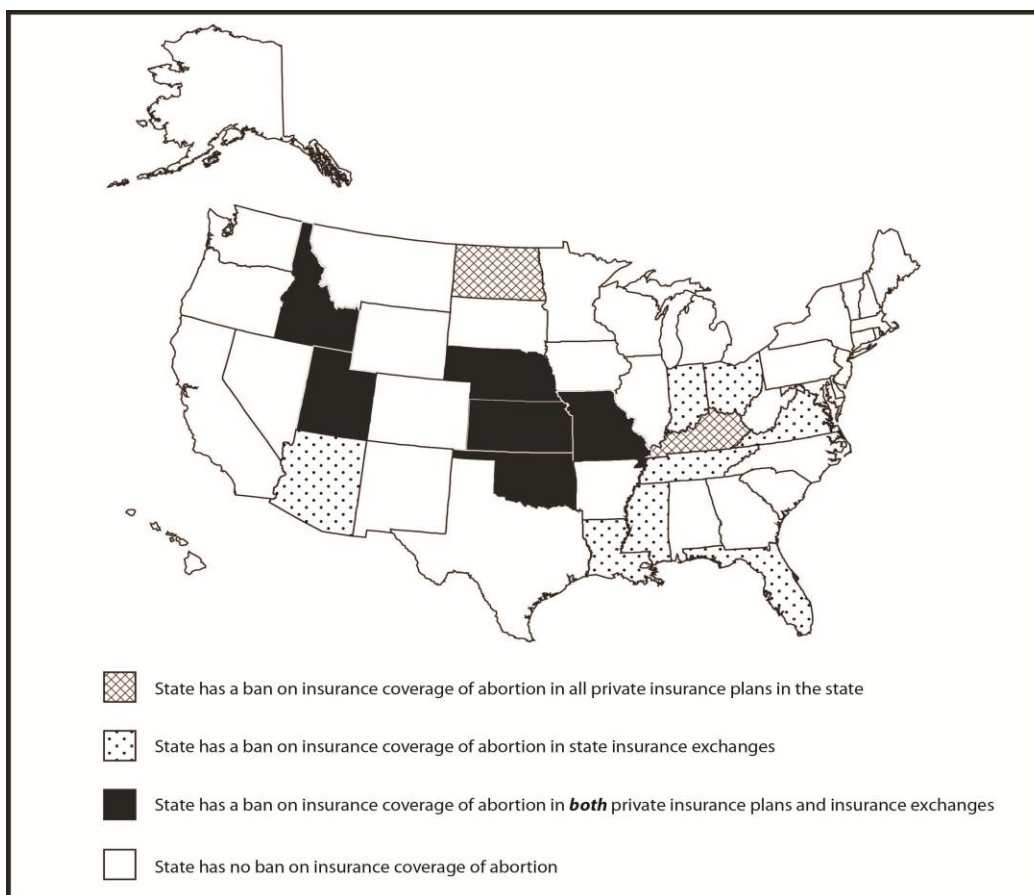 State has a ban on insurance coverage of abortion in all private insurance plans in the state
State has a ban on insurance coverage of abortion in state insurance exchanges
State has a ban on insurance coverage of abortion in both private insurance plans and insurance exchanges
State has no ban on insurance coverage of abortion